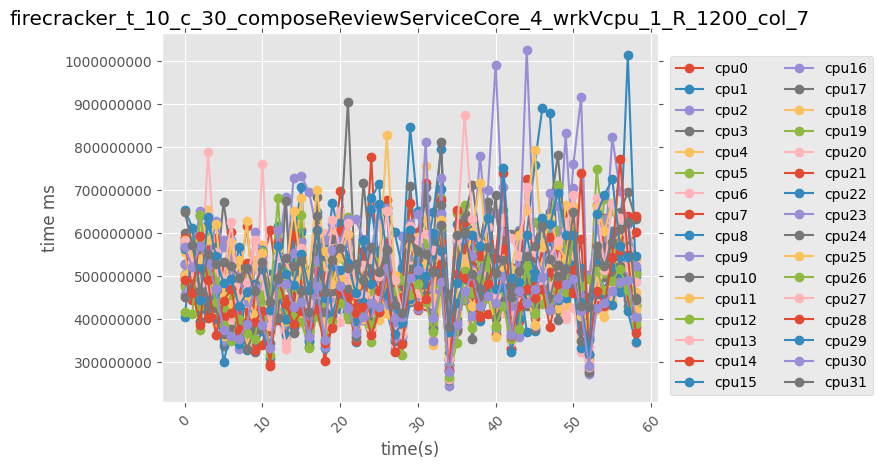 firecracker_t_10_c_30_composeReviewServiceCore_4_wrkVcpu_1_R_1200_col_7
time ms
1000000000
900000000
800000000
700000000
600000000
500000000
400000000
300000000
0
10
20
30
40
50
60
time(s)
cpu0
cpu1
cpu2
cpu3
cpu4
cpu5
cpu6
cpu7
cpu8
cpu9
cpu10
cpu11
cpu12
cpu13
cpu14
cpu15
cpu16
cpu17
cpu18
cpu19
cpu20
cpu21
cpu22
cpu23
cpu24
cpu25
cpu26
cpu27
cpu28
cpu29
cpu30
cpu31